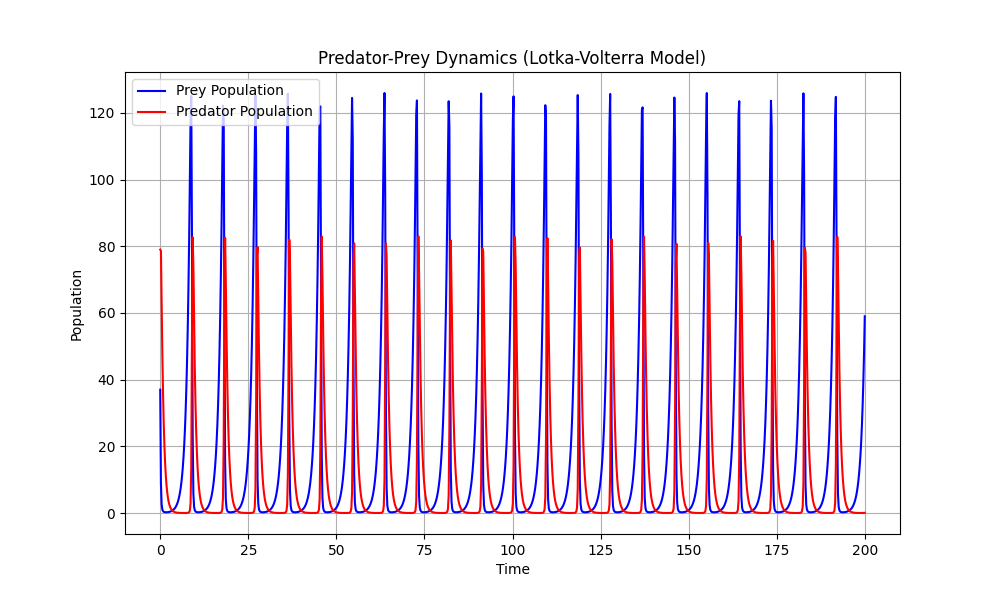 Predator-Prey Dynamics (Lotka-Volterra Model)
Prey Population
Predator Population
120
100
80
60
40
20
0
Population
0 25 50 75 100 125 150 175 200
Time